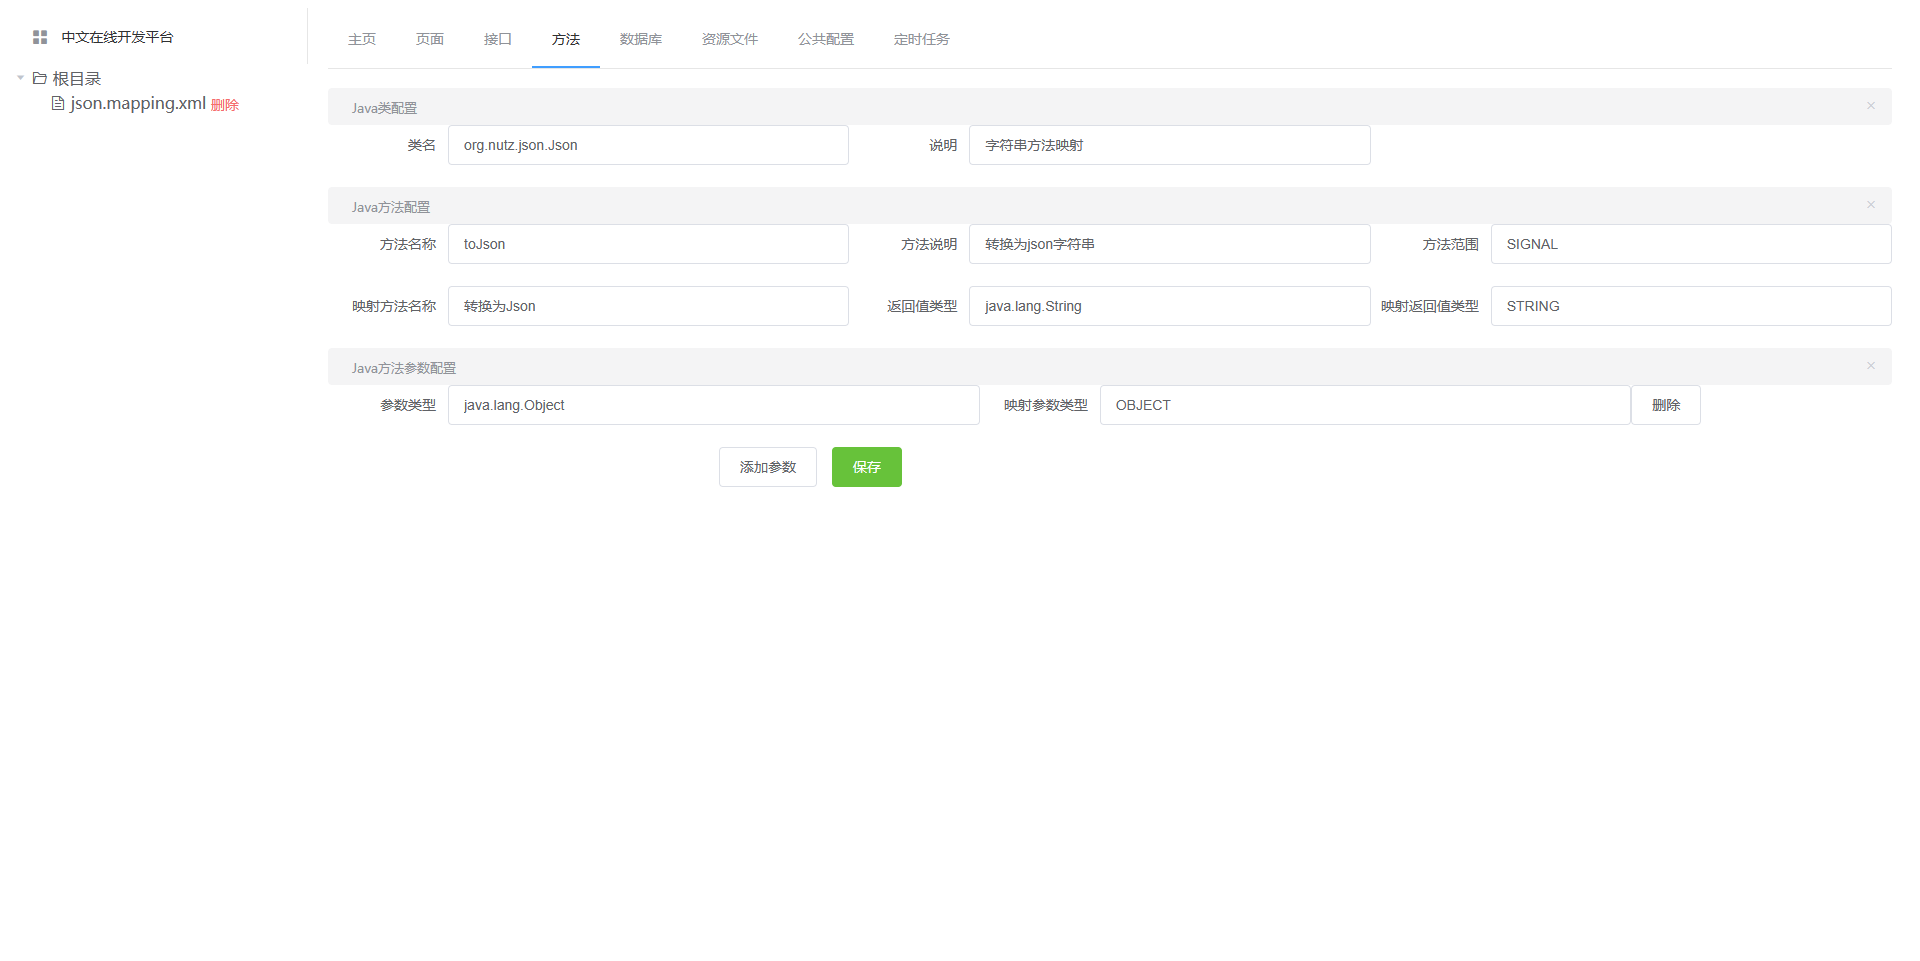 中文在线开发平台
根目录
json.mapping.xml 删除
主页 页面 接口 方法 数据库 资源文件 公共配置 定时任务
Java类配置
类名 org.nutz.json.Json 说明 字符串方法映射
Java方法配置
方法名称 toJson 方法说明 转换为json字符串 方法范围 SIGNAL
映射方法名称 转换为Json 返回值类型 java.lang.String 映射返回值类型 STRING
Java方法参数配置
参数类型 java.lang.Object 映射参数类型 OBJECT 删除
添加参数 保存